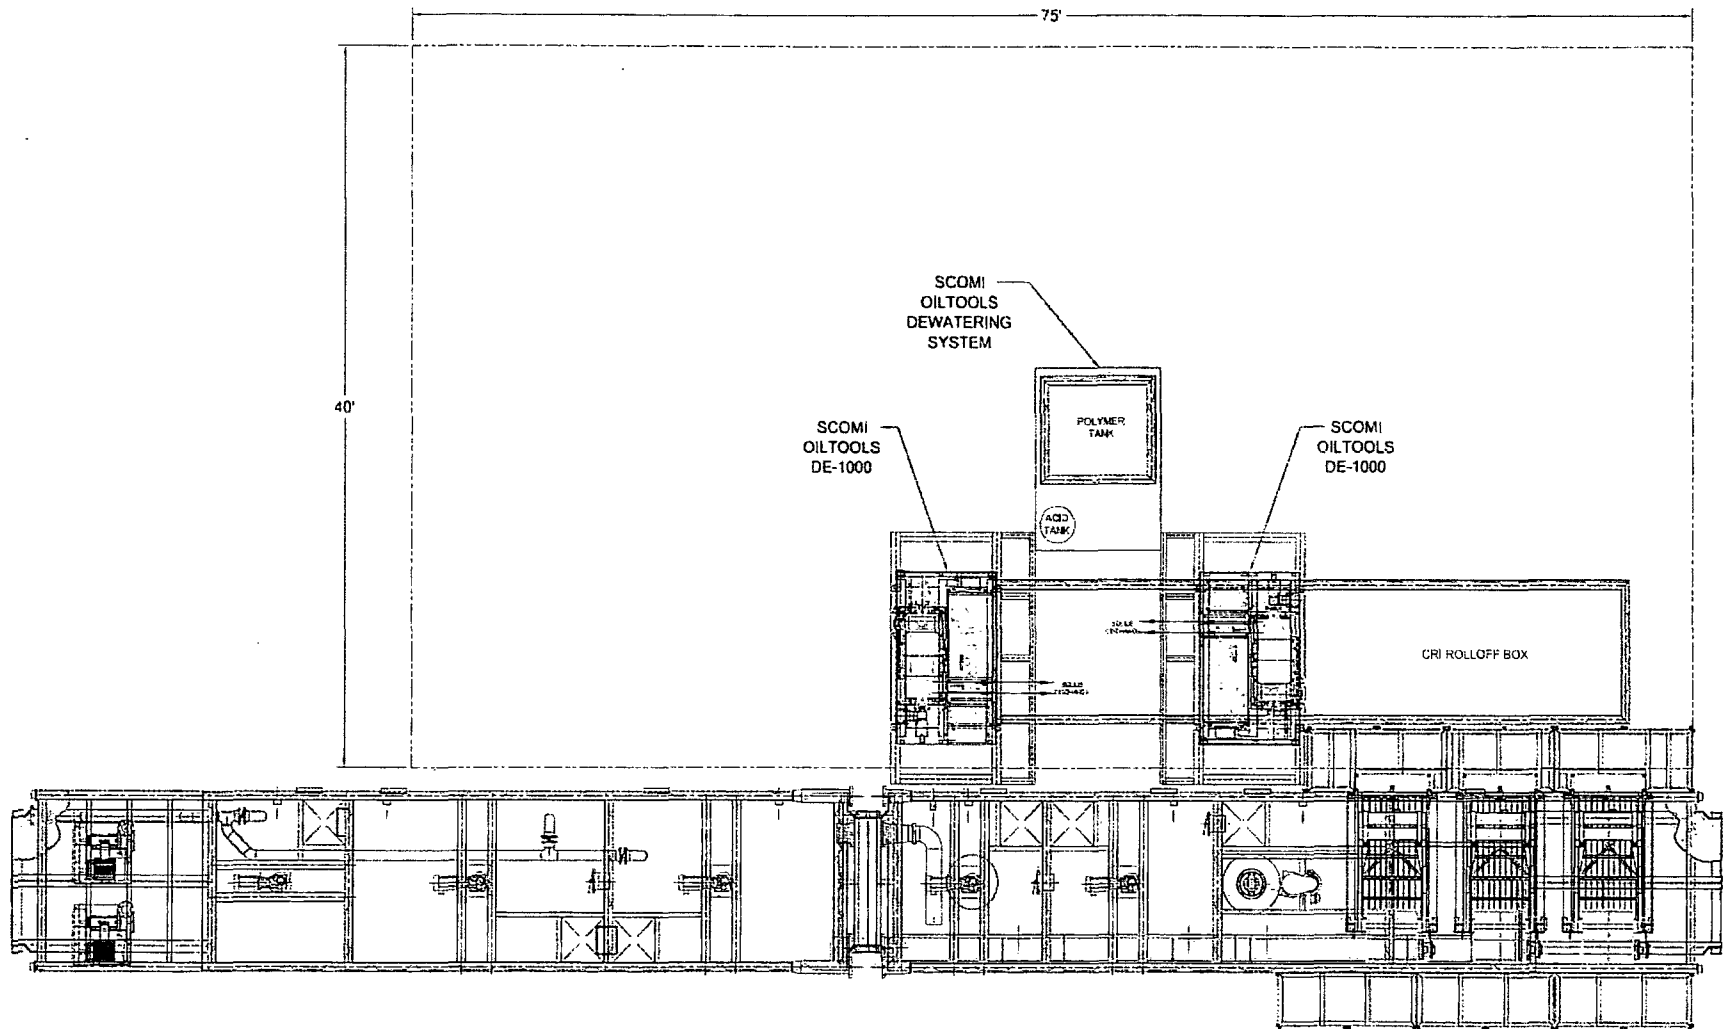 75'
SCOMI
OILTOOLS
DEWATERING
SYSTEM
40'
SCOMI
OILTOOLS
DE-1000
POLYMER
TANK
SCOMI
OILTOOLS
DE-1000
ACID
TANK
CRI ROLLOFF BOX